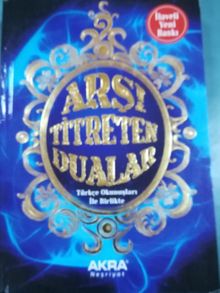 İlaveli
Yeni
Baskı
ARŞI
TİTRETEN
DUALAR
Türkçe Okunuşları
İle Birlikte
AKRA
Neşriyat